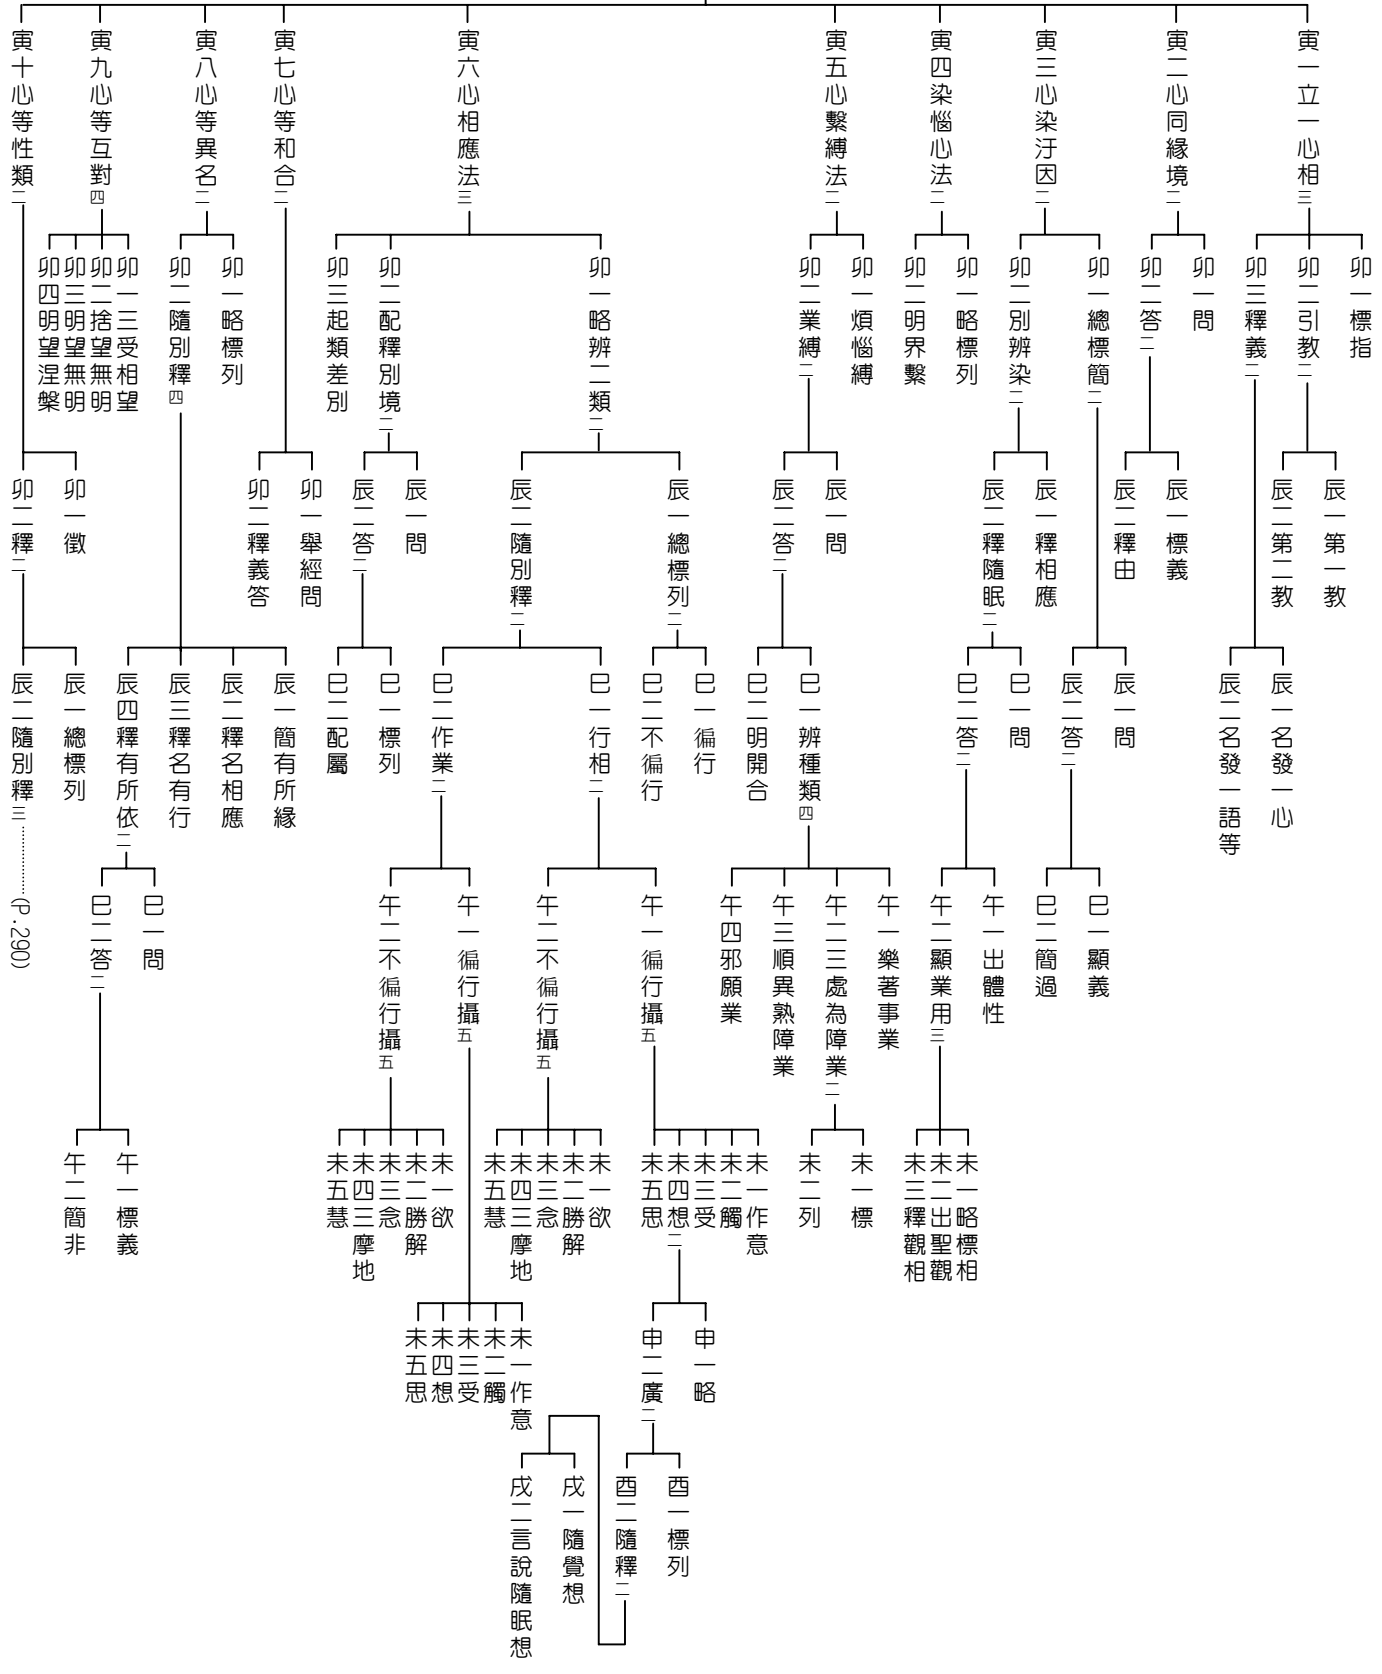 寅一立一心相三
卯一標指
卯二引教二
辰一第一教
辰二第二教
卯三釋義二
辰一名發一心
辰二名發一語等
寅二心同緣境二
卯一問
卯二答二
辰一標義
辰二釋由
寅三心染汙因二
卯一總標簡二
辰一問
辰二答二
巳一顯義
巳二簡過
卯二別辨染二
辰一釋相應
辰二釋隨眠二
巳一問
巳二答二
午一出體性
午二顯業用三
未一略標相
未二出聖觀
未三釋觀相
寅四染惱心法二
卯一略標列
卯二明界繫
寅五心繫縛法二
卯一煩惱縛
卯二業縛二
辰一問
辰二答二
巳一辨種類四
午一樂著事業
午二三處為障業二
未一標
未二列
午三順異熟障業
午四邪願業
巳二明開合
寅六心相應法三
卯一略辨二類二
辰一總標列二
巳一徧行
巳二不徧行
辰二隨別釋二
巳一行相二
午一徧行攝五
未一作意
未二觸
未三受
未四想二
申一略
申二廣二
酉一標列
酉二隨釋二
戌一隨覺想
戌二言說隨眠想
未五思
午二不徧行攝五
未一欲
未二勝解
未三念
未四三摩地
未五慧
巳二作業二
午一徧行攝五
未一作意
未二觸
未三受
未四想
未五思
午二不徧行攝五
未一欲
未二勝解
未三念
未四三摩地
未五慧
卯二配釋別境二
辰一問
辰二答二
巳一標列
巳二配屬
卯三起類差別
寅七心等和合二
卯一舉經問
卯二釋義答
寅八心等異名二
卯一略標列
卯二隨別釋四
辰一簡有所緣
辰二釋名相應
辰三釋名有行
辰四釋有所依二
巳一問
巳二答二
午一標義
午二簡非
寅九心等互對四
卯一三受相望
卯二捨望無明
卯三明望無明
卯四明望涅槃
寅十心等性類二
卯一徵
卯二釋二
辰一總標列
辰二隨別釋三………(P.290)